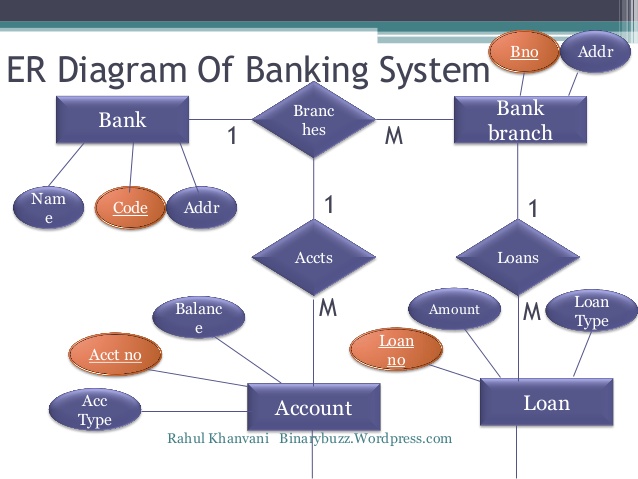 ER Diagram Of Banking System
Bno
Addr
Bank
1
Branc
hes
M
Bank
branch
Nam
e
Code
Addr
1
1
Accts
Loans
M
M
Balanc
e
Amount
Loan
Type
Acct no
Loan
no
Acc
Type
Account
Loan
Rahul Khanvani Binarybuzz.Wordpress.com